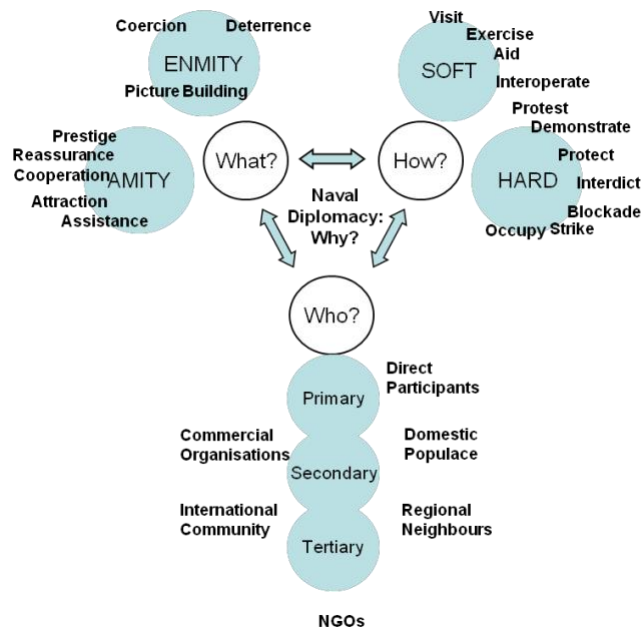 Coercion
Deterrence
ENMITY
Picture Building
Visit
Exercise
Aid
SOFT
Interoperate
Prestige
Reassurance
Cooperation
AMITY
Attraction
Assistance
What?
How?
Protest
Demonstrate
Protect
HARD
Interdict
Blockade
Occupy
Strike
Naval
Diplomacy:
Why?
Who?
Direct
Participants
Primary
Commercial
Organisations
Domestic
Populace
Secondary
International
Community
Regional
Neighbours
Tertiary
NGOs